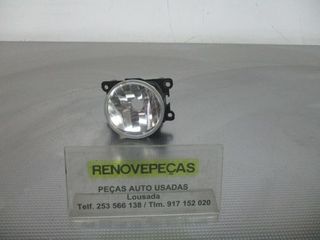 RENOVEPEÇAS
PEÇAS AUTO USADAS
Lousada
Telf. 253 566 138 / Tlm. 917 152 020